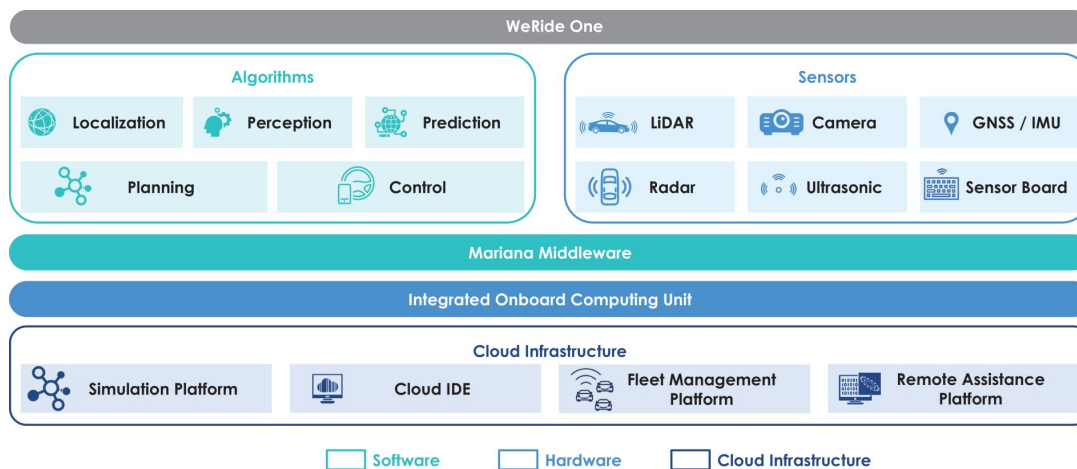 WeRide One
Algorithms
Localization
Perception
Prediction
Planning
Control
Sensors
LiDAR
Camera
GNSS / IMU
Radar
Ultrasonic
Sensor Board
Mariana Middleware
Integrated Onboard Computing Unit
Cloud Infrastructure
Simulation Platform
Cloud IDE
Fleet Management
Platform
Remote Assistance
Platform
Software
Hardware
Cloud Infrastructure